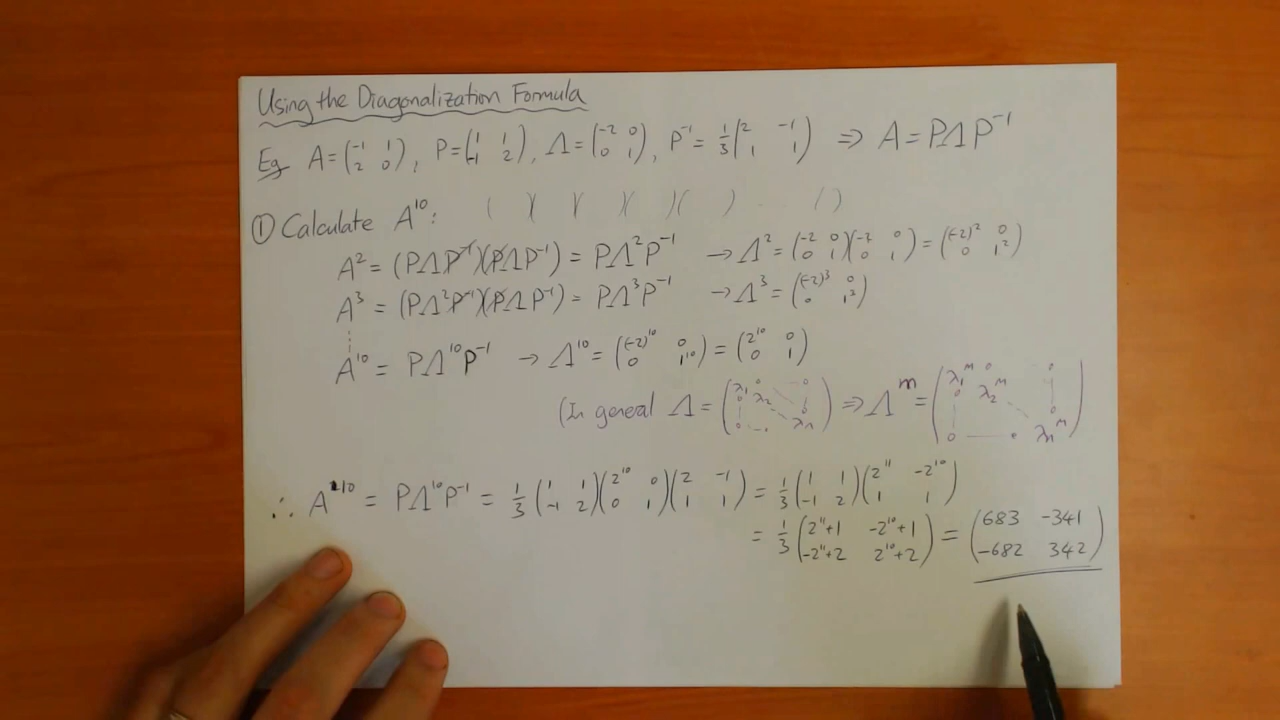 Using the Diagonalization Formula
Eg A = (-1 1; 2 0), P = (1 1; -1 2), Λ = (-2 0; 0 1), P⁻¹ = 1/3 (2 -1; 1 1) ⇒ A = PΛP⁻¹
① Calculate A¹⁰: ( )( )( )( )( ) ( )
A² = (PΛP⁻¹)(PΛP⁻¹) = PΛ²P⁻¹ → Λ² = (-2 0; 0 1)(-2 0; 0 1) = ((-2)² 0; 0 1²)
A³ = (PΛ²P⁻¹)(PΛP⁻¹) = PΛ³P⁻¹ → Λ³ = ((-2)³ 0; 0 1²)
A¹⁰ = PΛ¹⁰P⁻¹ → Λ¹⁰ = ((-2)¹⁰ 0; 0 1¹⁰) = (2¹⁰ 0; 0 1)
(In general Λ = (λ₁ 0 0; 0 λ₂; 0 λₙ) ⇒ Λᵐ = (λ₁ᵐ 0 0; 0 λ₂ᵐ 0; 0 0 λₙᵐ)
∴ A¹⁰ = PΛ¹⁰P⁻¹ = 1/3 (1 1; -1 2)(2¹⁰ 0; 0 1)(2 -1; 1 1) = 1/3 (1 1; -1 2)(2¹¹ -2¹⁰; 1 1)
= 1/3 (2¹¹+1 -2¹⁰+1; -2¹¹+2 2¹⁰+2) = (683 -341; -682 342)